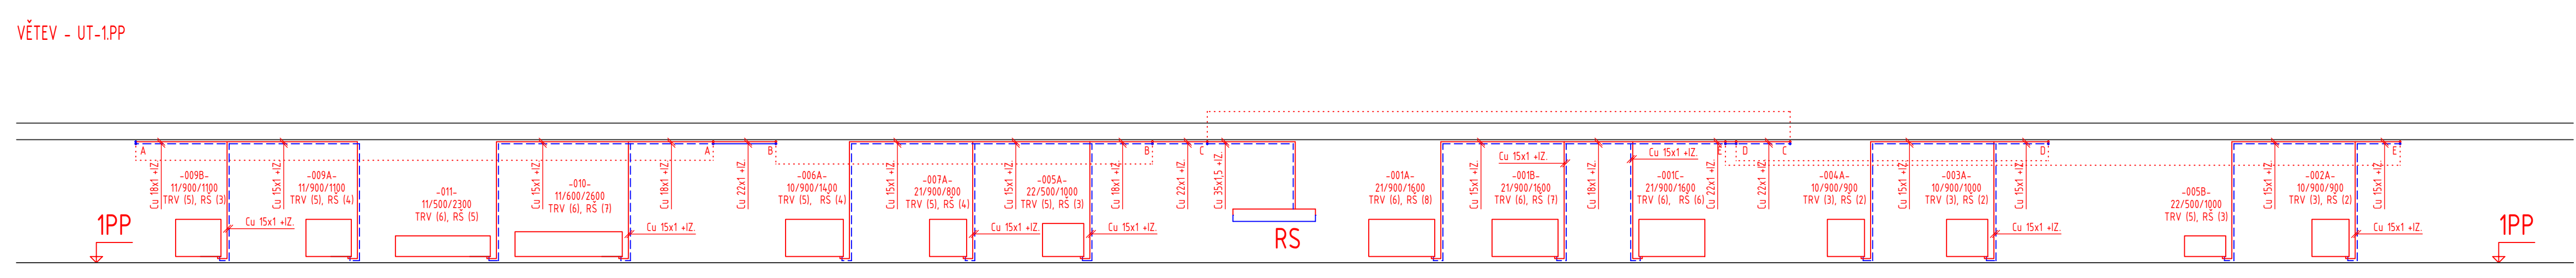 VĚTEV - UT-1.PP
1PP
A
Cu 18x1 +IZ.
-009B-
11/900/1100
TRV (5), RŠ (3)
Cu 15x1 +IZ.
Cu 15x1 +IZ.
-009A-
11/900/1100
TRV (5), RŠ (4)
-011-
11/500/2300
TRV (6), RŠ (5)
Cu 15x1 +IZ.
-010-
11/600/2600
TRV (6), RŠ (7)
Cu 15x1 +IZ.
Cu 18x1 +IZ.
A
Cu 22x1 +IZ.
B
-006A-
10/900/1400
TRV (5), RŠ (4)
Cu 15x1 +IZ.
-007A-
21/900/800
TRV (5), RŠ (4)
Cu 15x1 +IZ.
Cu 15x1 +IZ.
-005A-
22/500/1000
TRV (5), RŠ (3)
Cu 15x1 +IZ.
Cu 18x1 +IZ.
B
Cu 22x1 +IZ.
C
Cu 35x1,5 +IZ.
RS
-001A-
21/900/1600
TRV (6), RŠ (8)
Cu 15x1 +IZ.
Cu 15x1 +IZ.
-001B-
21/900/1600
TRV (6), RŠ (7)
Cu 18x1 +IZ.
Cu 15x1 +IZ.
-001C-
21/900/1600
TRV (6), RŠ (6)
Cu 22x1 +IZ.
E
D
Cu 22x1 +IZ.
C
-004A-
10/900/900
TRV (3), RŠ (2)
Cu 15x1 +IZ.
-003A-
10/900/1000
TRV (3), RŠ (2)
Cu 15x1 +IZ.
Cu 15x1 +IZ.
D
-005B-
22/500/1000
TRV (5), RŠ (3)
Cu 15x1 +IZ.
-002A-
10/900/900
TRV (3), RŠ (2)
Cu 15x1 +IZ.
Cu 15x1 +IZ.
E
1PP